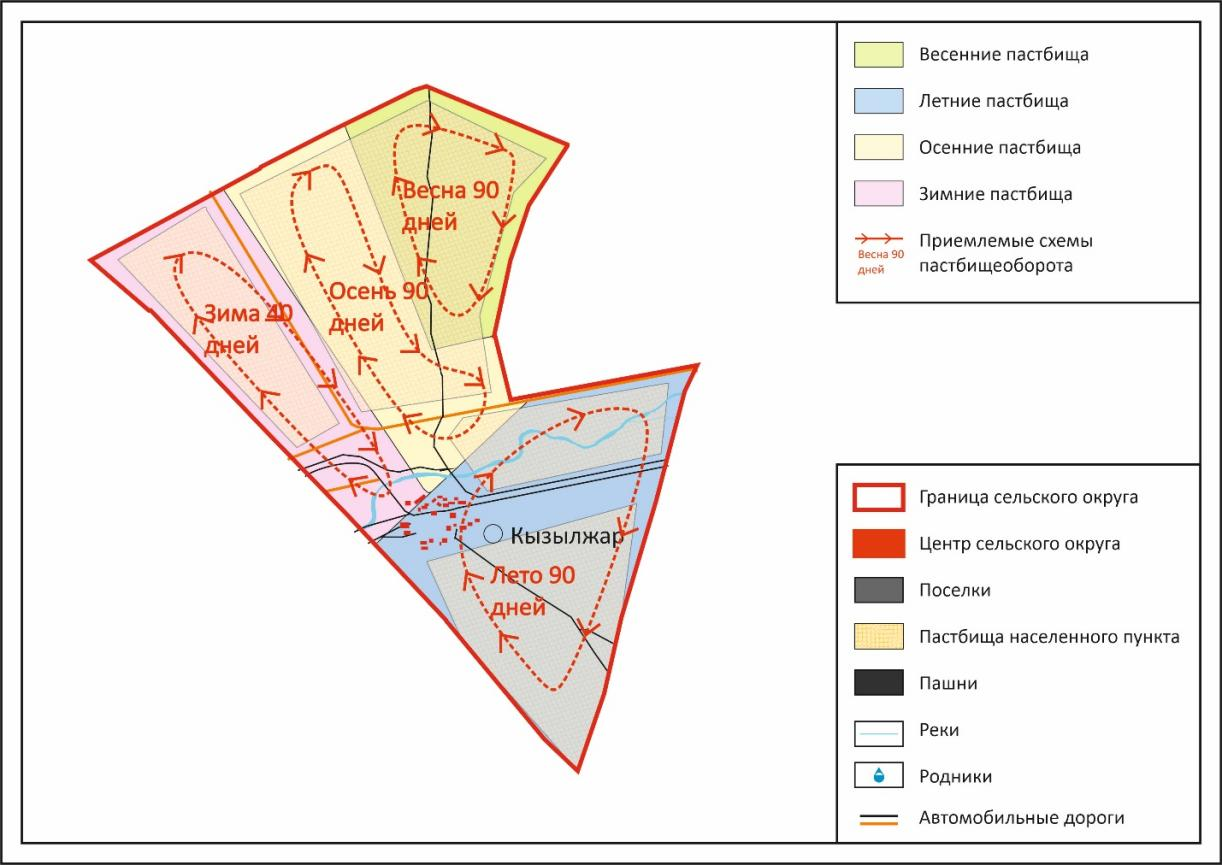 Весенние пастбища
Летние пастбища
Осенние пастбища
Зимние пастбища
Приемлемые схемы
пастбищеоборота
Весна 90
дней
Весна 90
дней
Осень 90
дней
Зима 40
дней
Кызылжар
Лето 90
дней
Граница сельского округа
Центр сельского округа
Поселки
Пастбища населенного пункта
Пашни
Реки
Родники
Автомобильные дороги